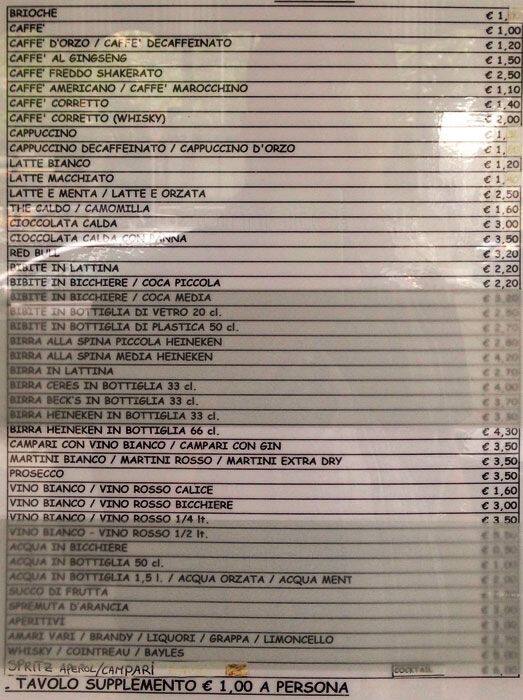 BRIOCHE € 1,
CAFFE' € 1,00
CAFFE' D'ORZO / CAFFE' DECAFFEINATO € 1,20
CAFFE' AL GINGSENG € 1,50
CAFFE' FREDDO SHAKERATO € 2,50
CAFFE' AMERICANO / CAFFE' MAROCCHINO € 1,10
CAFFE' CORRETTO € 1,40
CAFFE' CORRETTO (WHISKY) € 2,00
CAPPUCCINO € 1,
CAPPUCCINO DECAFFEINATO / CAPPUCCINO D'ORZO € 1,
LATTE BIANCO € 1,20
LATTE MACCHIATO € 1,
LATTE E MENTA / LATTE E ORZATA € 2,50
THE CALDO / CAMOMILLA € 1,60
CIOCCOLATA CALDA € 3,00
CIOCCOLATA CALDA CON PANNA € 3,50
RED BULL € 3,20
BIBITE IN LATTINA € 2,20
BIBITE IN BICCHIERE / COCA PICCOLA € 2,20
BIBITE IN BICCHIERE / COCA MEDIA
BIBITE IN BOTTIGLIA DI VETRO 20 cl.
BIBITE IN BOTTIGLIA DI PLASTICA 50 cl.
BIRRA ALLA SPINA PICCOLA HEINEKEN
BIRRA ALLA SPINA MEDIA HEINEKEN
BIRRA IN LATTINA
BIRRA CERES IN BOTTIGLIA 33 cl.
BIRRA BECK'S IN BOTTIGLIA 33 cl.
BIRRA HEINEKEN IN BOTTIGLIA 33 cl.
BIRRA HEINEKEN IN BOTTIGLIA 66 cl. € 4,30
CAMPARI CON VINO BIANCO / CAMPARI CON GIN € 3,50
MARTINI BIANCO / MARTINI ROSSO / MARTINI EXTRA DRY € 3,50
PROSECCO € 3,50
VINO BIANCO / VINO ROSSO CALICE € 1,60
VINO BIANCO / VINO ROSSO BICCHIERE € 3,00
VINO BIANCO / VINO ROSSO 1/4 lt. € 3,50
VINO BIANCO - VINO ROSSO 1/2 lt.
ACQUA IN BICCHIERE
ACQUA IN BOTTIGLIA 50 cl.
ACQUA IN BOTTIGLIA 1,5 l. / ACQUA ORZATA / ACQUA MENT
SUCCO DI FRUTTA
SPREMUTA D'ARANCIA
APERITIVI
AMARI VARI / BRANDY / LIQUORI / GRAPPA / LIMONCELLO
WHISKY / COINTREAU / BAYLES
SPRITZ APEROL/CAMPARI COCKTAIL
. TAVOLO SUPPLEMENTO € 1,00 A PERSONA